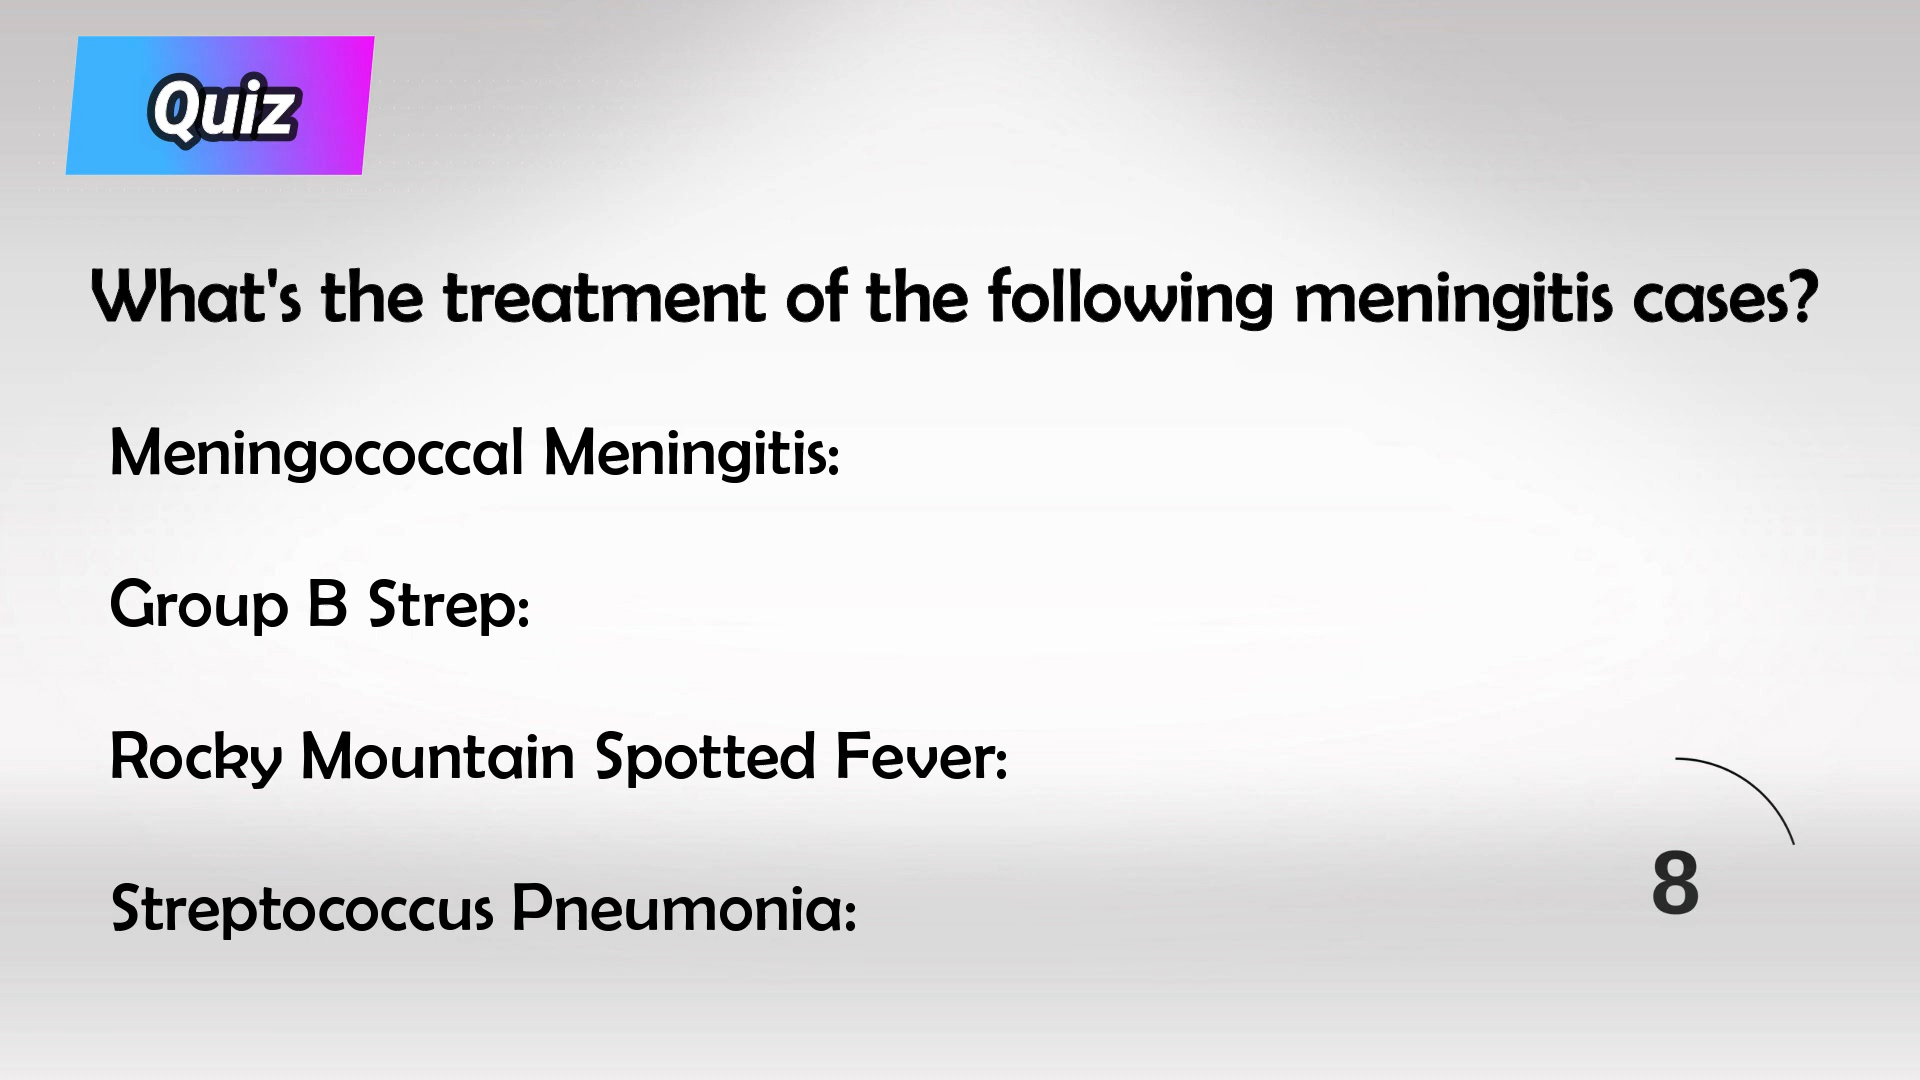 Quiz
What's the treatment of the following meningitis cases?
Meningococcal Meningitis:
Group B Strep:
Rocky Mountain Spotted Fever:
8
Streptococcus Pneumonia: